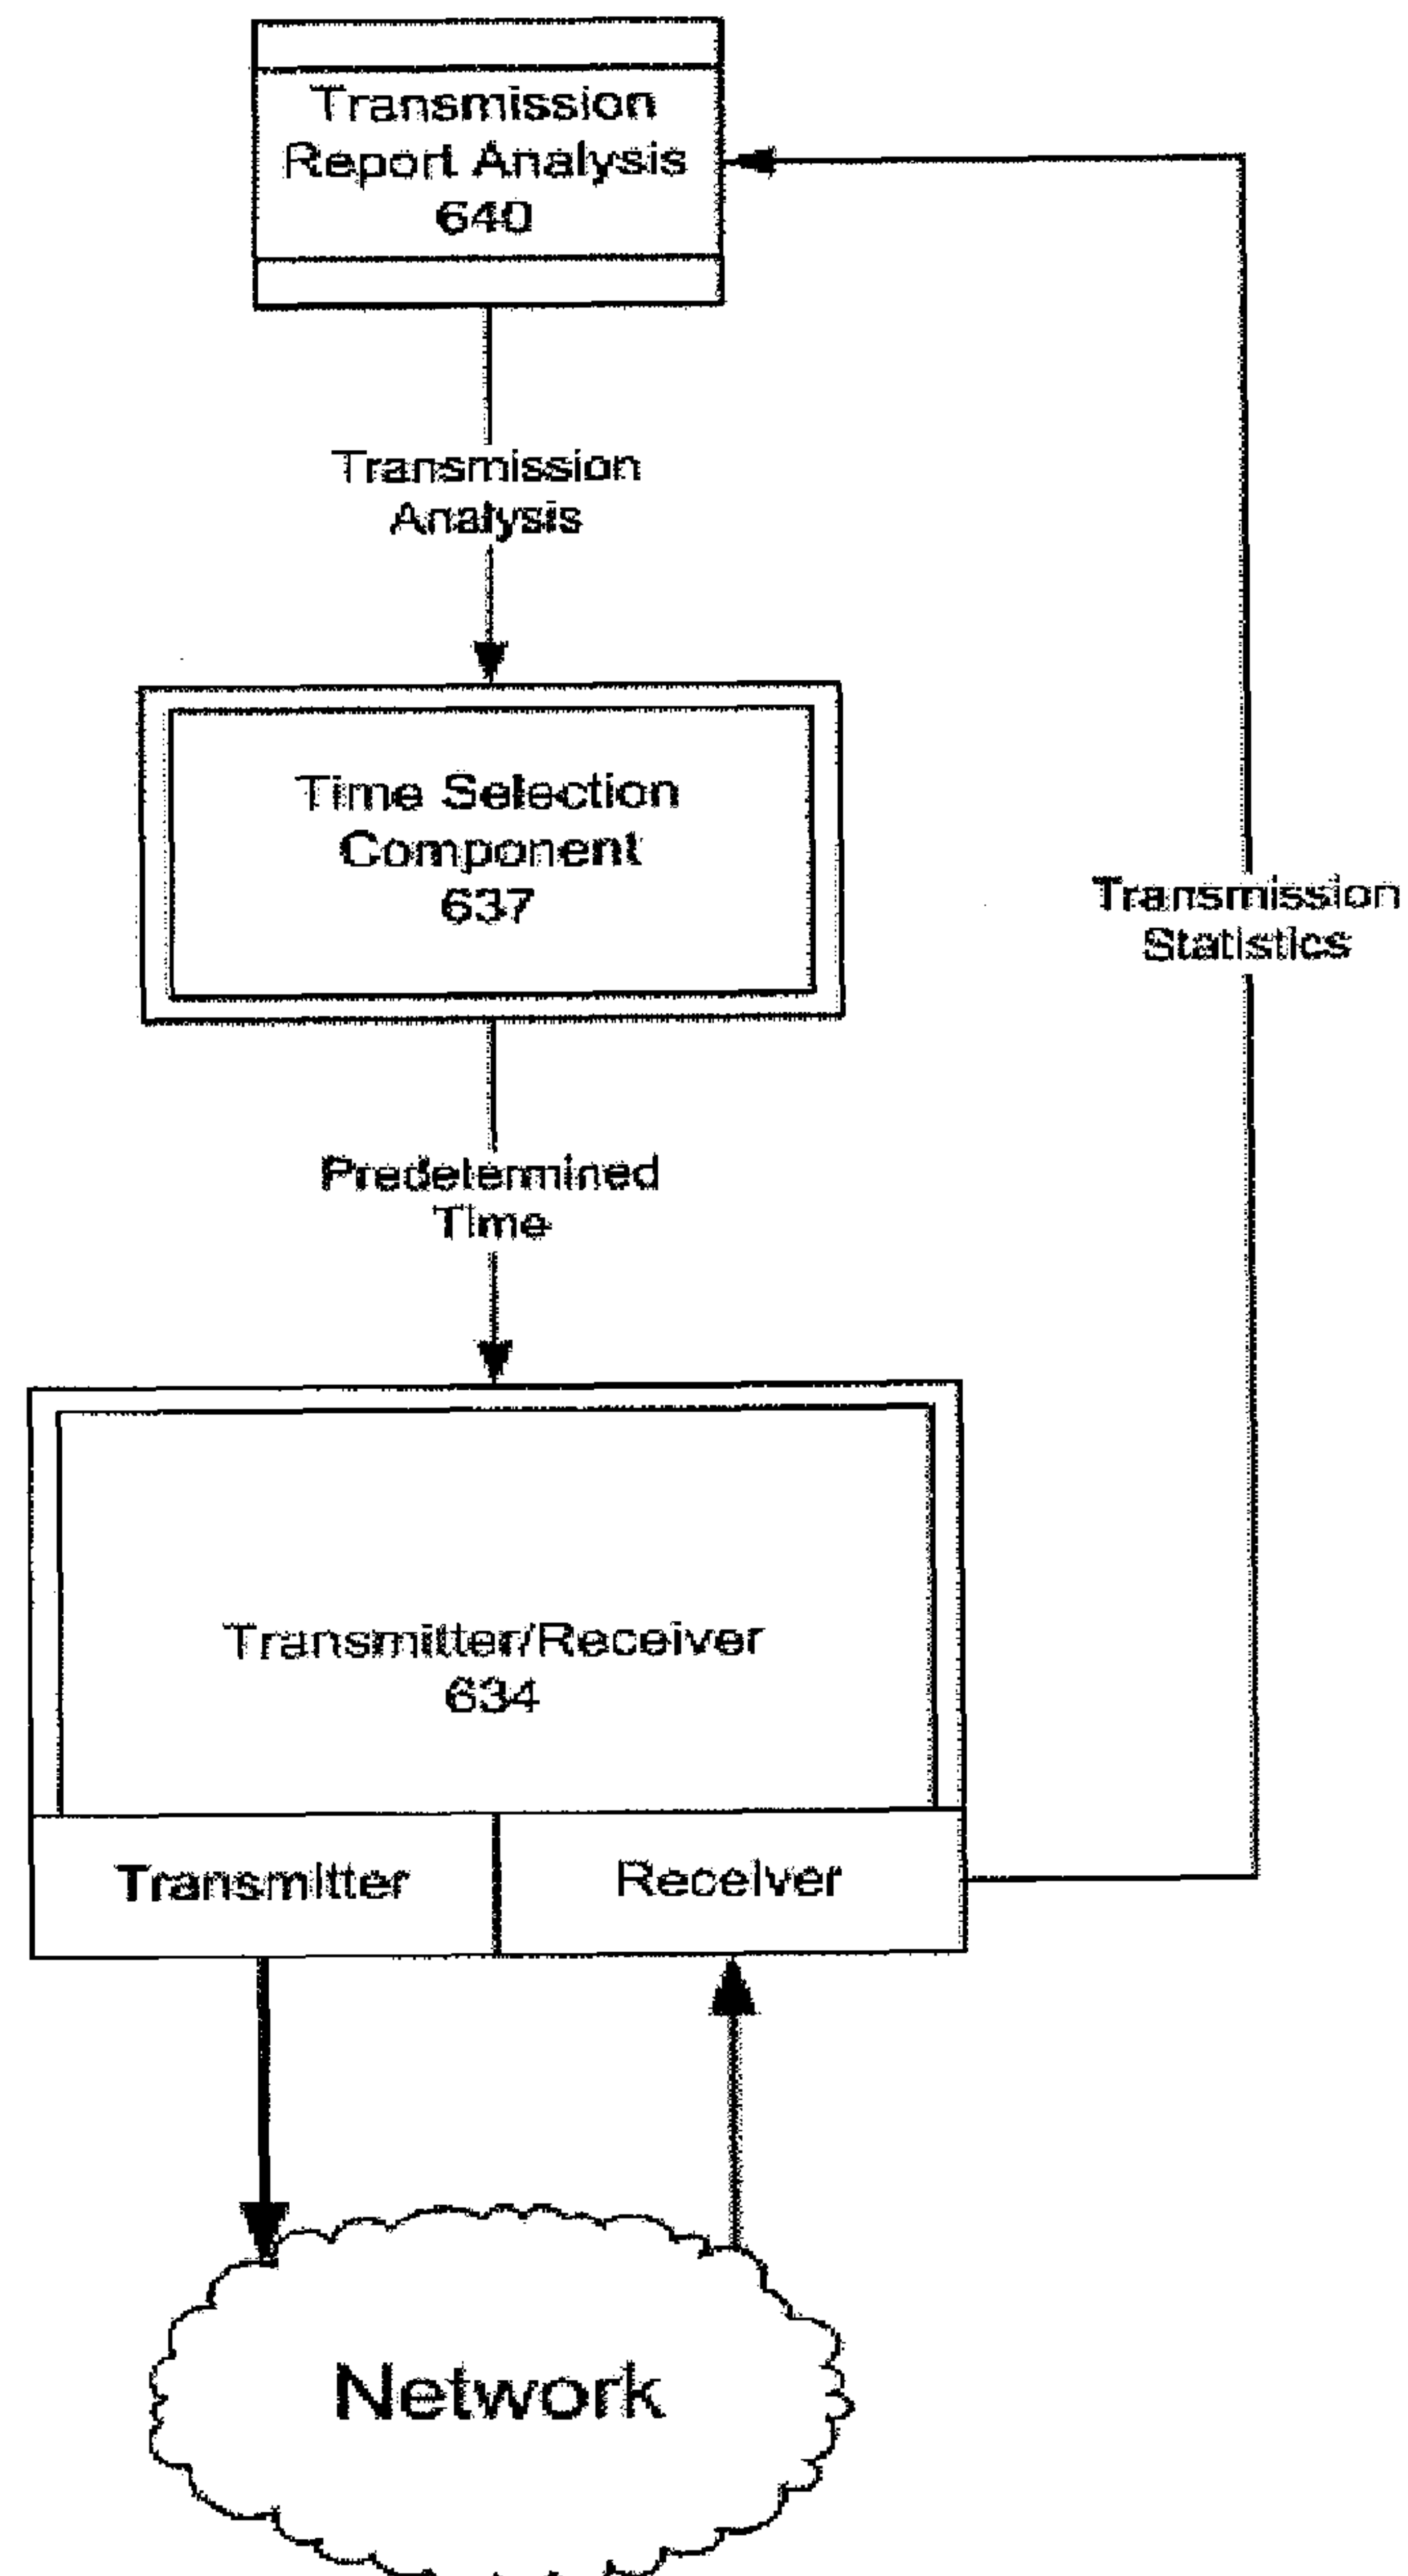 Transmission
Report Analysis
640
Transmission
Analysis
Time Selection
Component
637
Transmission
Statistics
Predetermined
Time
Transmitter/Receiver
634
Transmitter
Receiver
Network